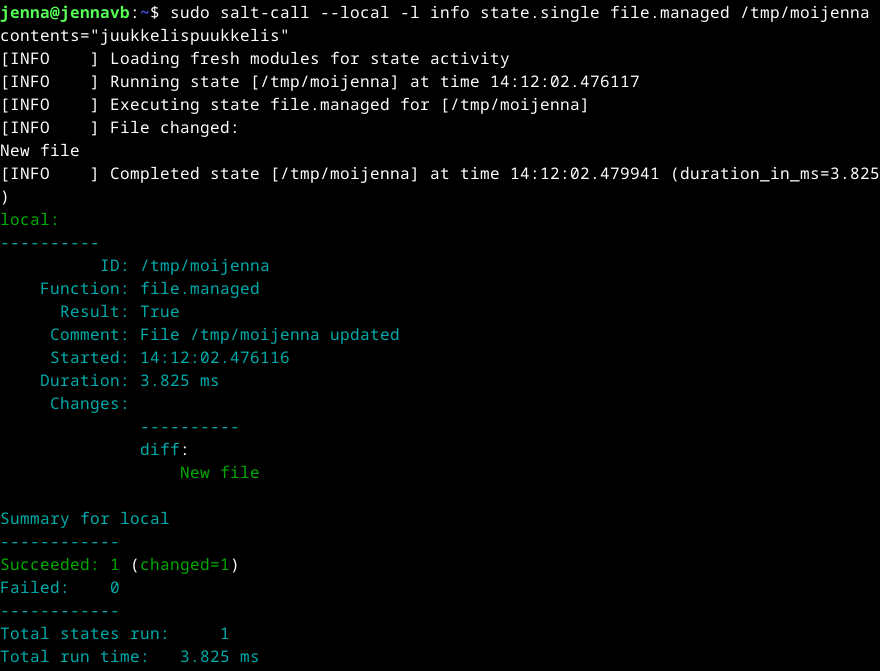 jenna@jennavb:~$ sudo salt-call --local -l info state.single file.managed /tmp/moijenna
contents="juukkelispuukkelis"
[INFO    ] Loading fresh modules for state activity
[INFO    ] Running state [/tmp/moijenna] at time 14:12:02.476117
[INFO    ] Executing state file.managed for [/tmp/moijenna]
[INFO    ] File changed:
New file
[INFO    ] Completed state [/tmp/moijenna] at time 14:12:02.479941 (duration_in_ms=3.825
)
local:
----------
          ID: /tmp/moijenna
    Function: file.managed
      Result: True
     Comment: File /tmp/moijenna updated
     Started: 14:12:02.476116
    Duration: 3.825 ms
     Changes:
              ----------
              diff:
                  New file

Summary for local
------------
Succeeded: 1 (changed=1)
Failed:    0
------------
Total states run:     1
Total run time:   3.825 ms